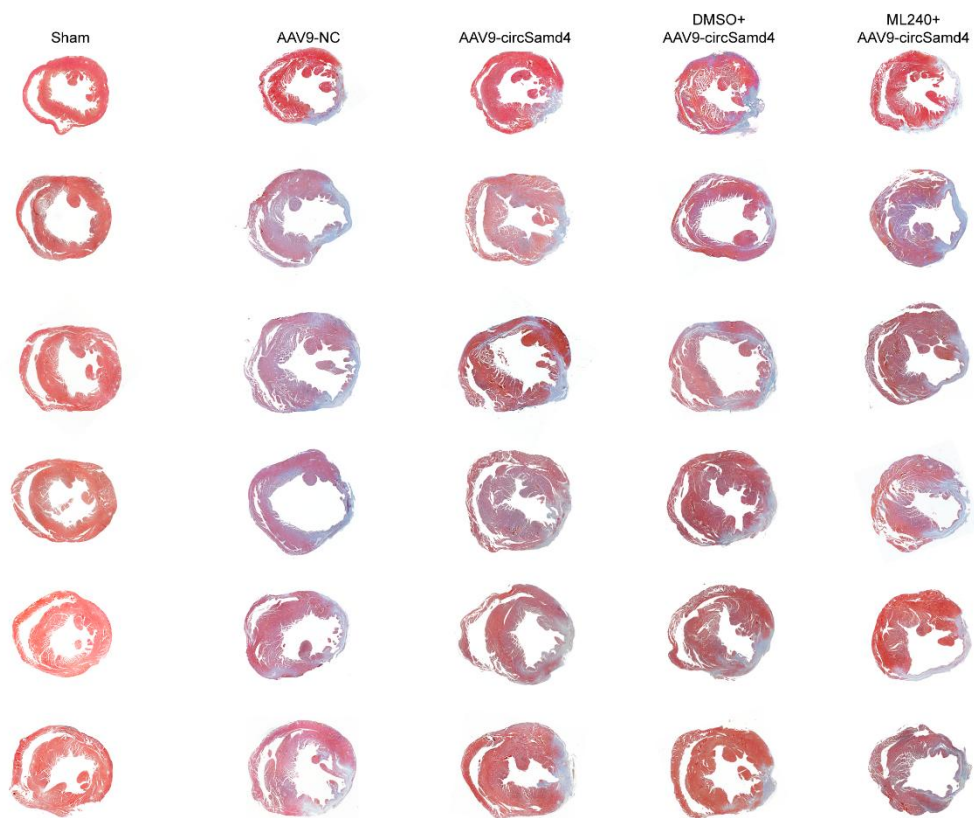 Sham
AAV9-NC
AAV9-circSamd4
DMSO+
AAV9-circSamd4
ML240+
AAV9-circSamd4